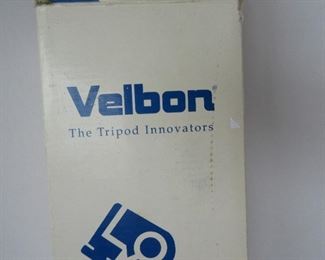 Velbon
The Tripod Innovators